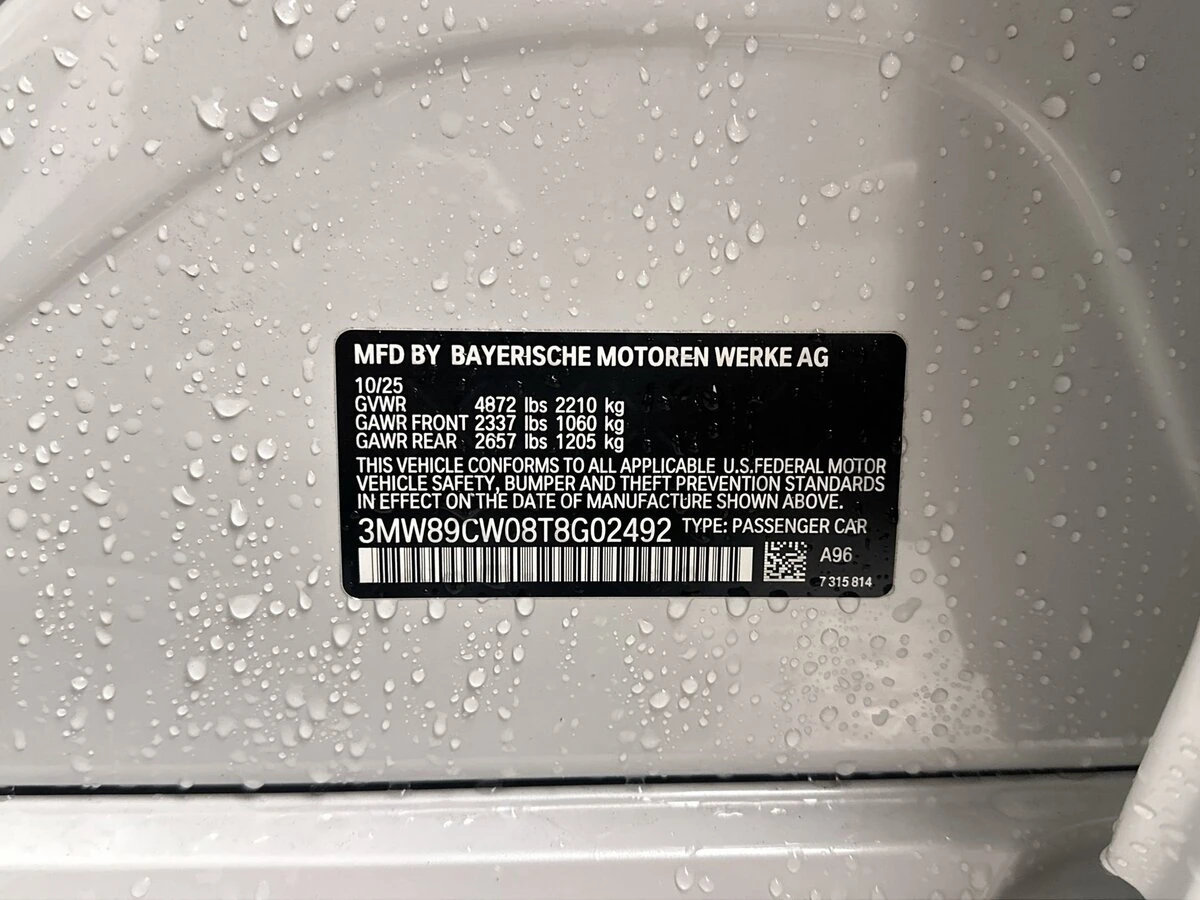 MFD BY BAYERISCHE MOTOREN WERKE AG
10/25
GVWR 4872 lbs 2210 kg
GAWR FRONT 2337 lbs 1060 kg
GAWR REAR 2657 lbs 1205 kg
THIS VEHICLE CONFORMS TO ALL APPLICABLE U.S.FEDERAL MOTOR
VEHICLE SAFETY, BUMPER AND THEFT PREVENTION STANDARDS
IN EFFECT ON THE DATE OF MANUFACTURE SHOWN ABOVE.
3MW89CW08T8G02492 TYPE: PASSENGER CAR
A96
7 315 814